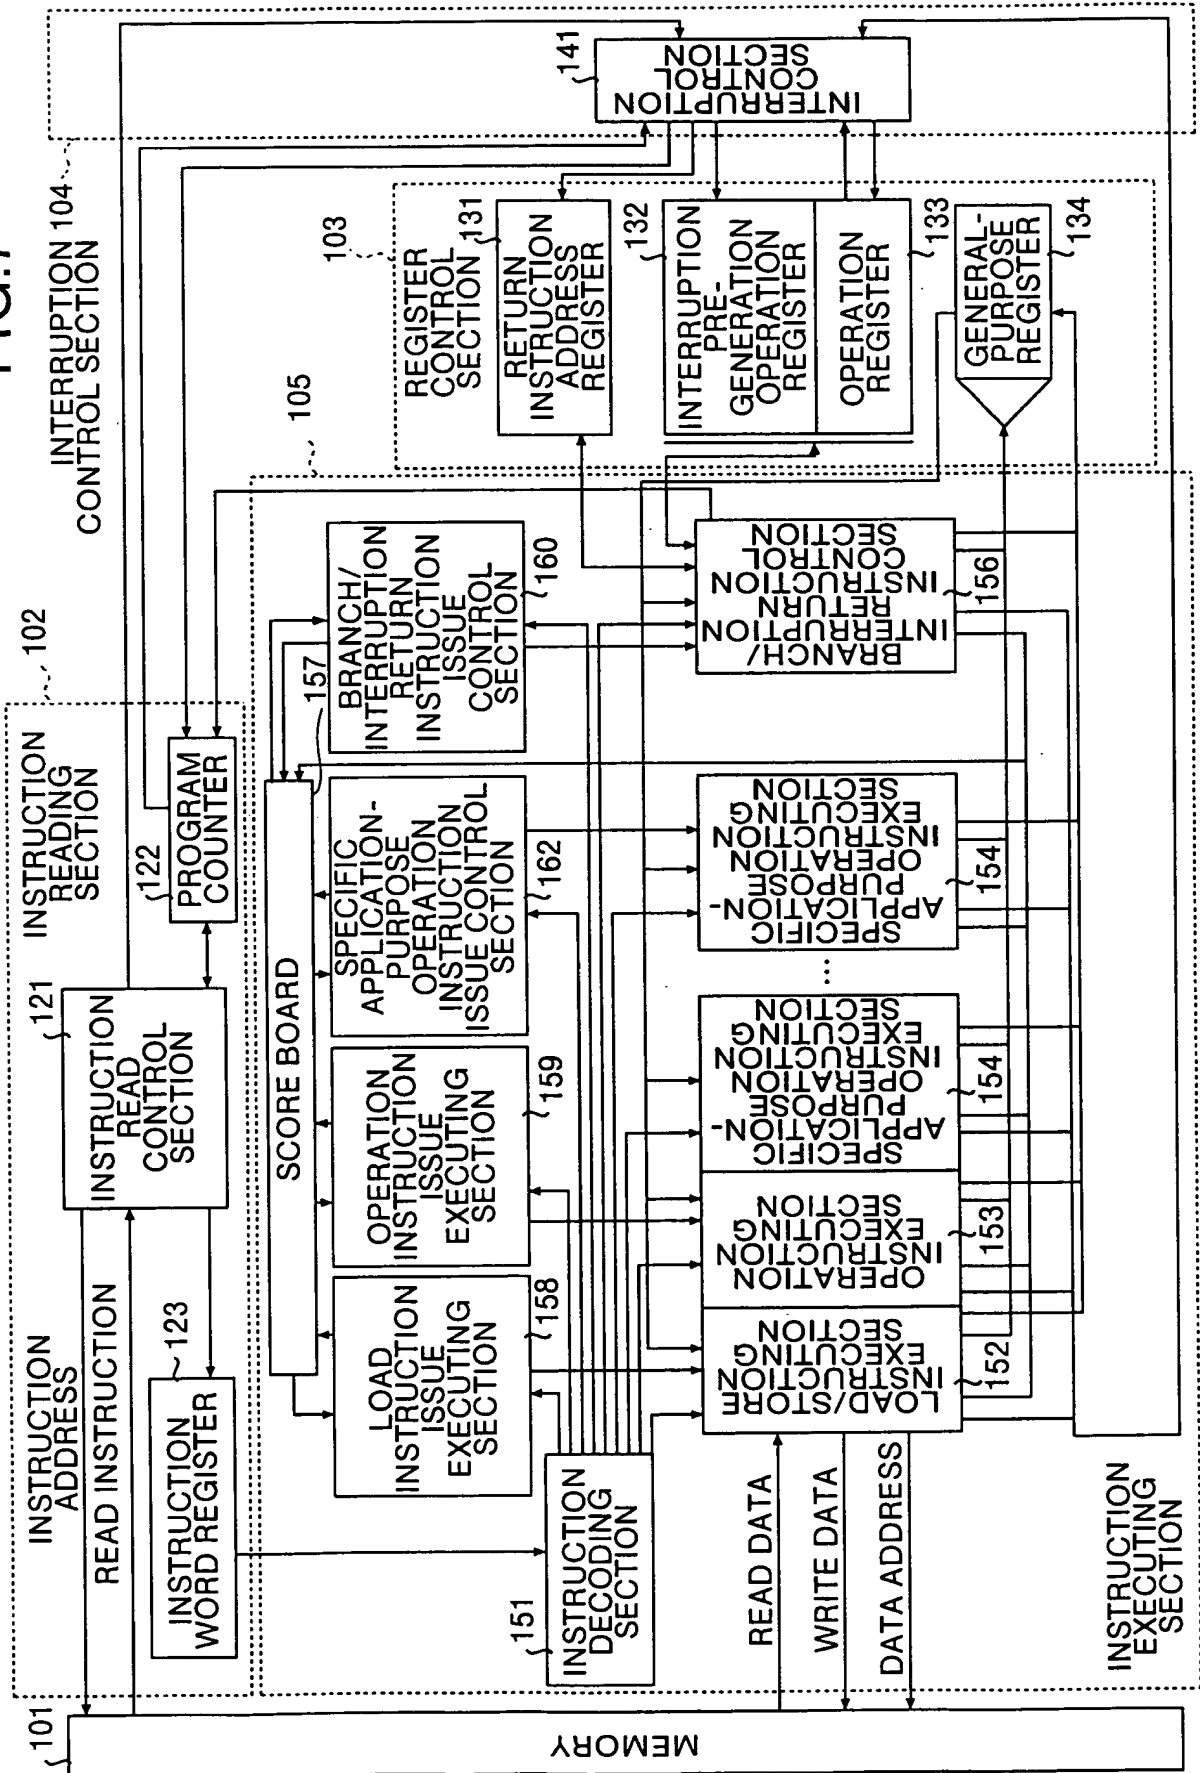 101
MEMORY
INSTRUCTION
ADDRESS
READ INSTRUCTION
INSTRUCTION
READING
SECTION
102
121
INSTRUCTION
READ
CONTROL
SECTION
122
PROGRAM
COUNTER
123
INSTRUCTION
WORD REGISTER
INTERRUPTION
CONTROL SECTION
104
141
INTERRUPTION
CONTROL
SECTION
103
REGISTER
CONTROL
SECTION
131
RETURN
INSTRUCTION
ADDRESS
REGISTER
132
INTERRUPTION
PRE-
GENERATION
OPERATION
REGISTER
OPERATION
REGISTER
133
GENERAL-
PURPOSE
REGISTER
134
105
SCORE BOARD
157
LOAD
INSTRUCTION
ISSUE
EXECUTING
SECTION
158
OPERATION
INSTRUCTION
ISSUE
EXECUTING
SECTION
159
SPECIFIC
APPLICATION-
PURPOSE
OPERATION
INSTRUCTION
ISSUE CONTROL
SECTION
162
BRANCH/
INTERRUPTION
RETURN
INSTRUCTION
ISSUE
CONTROL
SECTION
160
151
INSTRUCTION
DECODING
SECTION
READ DATA
WRITE DATA
DATA ADDRESS
LOAD/STORE
INSTRUCTION
EXECUTING
SECTION
152
OPERATION
INSTRUCTION
EXECUTING
SECTION
153
SPECIFIC
APPLICATION-
PURPOSE
OPERATION
INSTRUCTION
EXECUTING
SECTION
154
...
SPECIFIC
APPLICATION-
PURPOSE
OPERATION
INSTRUCTION
EXECUTING
SECTION
154
BRANCH/
INTERRUPTION
RETURN
INSTRUCTION
CONTROL
SECTION
156
INSTRUCTION
EXECUTING
SECTION